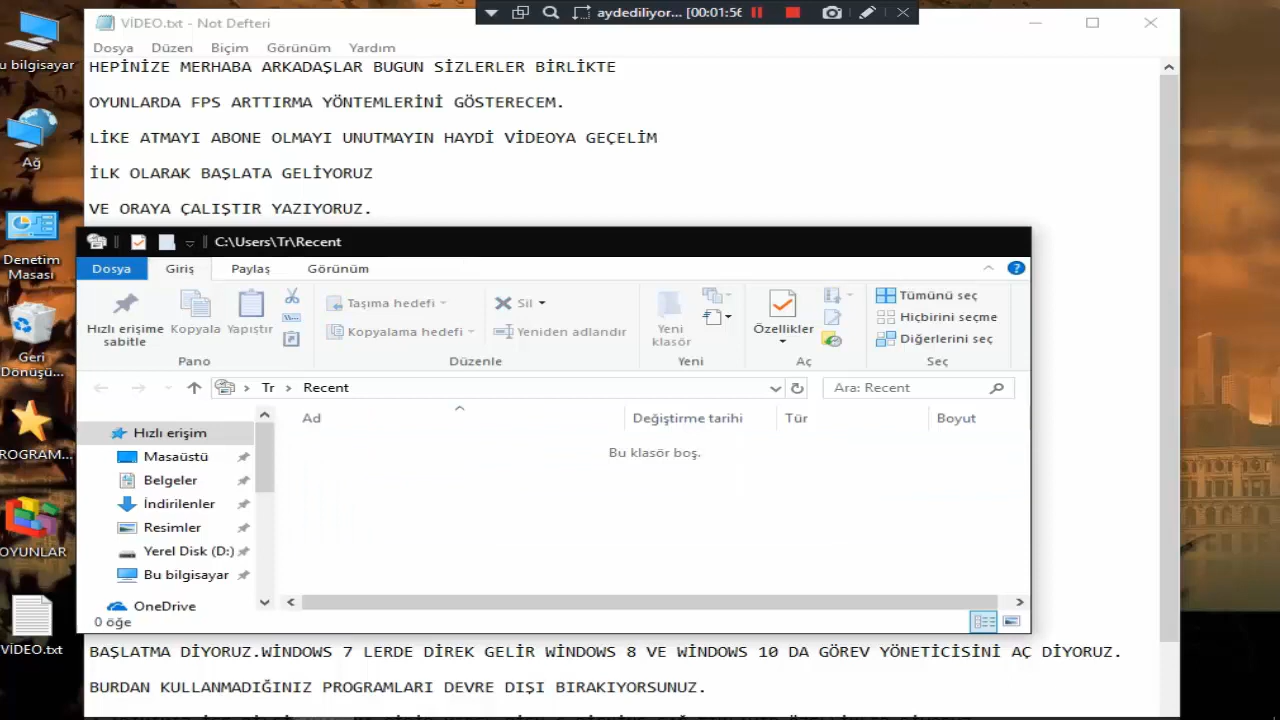 VİDEO.txt - Not Defteri
aydediliyor... [00:01:56]
Dosya Düzen Biçim Görünüm Yardım
HEPİNİZE MERHABA ARKADAŞLAR BUGUN SİZLERLER BİRLİKTE
OYUNLARDA FPS ARTTIRMA YÖNTEMLERİNİ GÖSTERECEM.
LİKE ATMAYI ABONE OLMAYI UNUTMAYIN HAYDİ VİDEOYA GEÇELİM
İLK OLARAK BAŞLATA GELİYORUZ
VE ORAYA ÇALIŞTIR YAZIYORUZ.
u bilgisayar
Ağ
Denetim
Masası
Geri
Dönüşü...
PROGRAM...
OYUNLAR
VİDEO.txt
C:\Users\Tr\Recent
Dosya Giriş Paylaş Görünüm
Hızlı erişime
sabitle
Kopyala
Yapıştır
Pano
Taşıma hedefi
Kopyalama hedefi
Sil
Yeniden adlandır
Düzenle
Yeni
klasör
Yeni
Özellikler
Aç
Tümünü seç
Hiçbirini seçme
Diğerlerini seç
Seç
Tr Recent
Ara: Recent
Ad Değiştirme tarihi Tür Boyut
Bu klasör boş.
Hızlı erişim
Masaüstü
Belgeler
İndirilenler
Resimler
Yerel Disk (D:)
Bu bilgisayar
OneDrive
0 öğe
BAŞLATMA DİYORUZ.WİNDOWS 7 LERDE DİREK GELİR WİNDOWS 8 VE WİNDOWS 10 DA GÖREV YÖNETİCİSİNİ AÇ DİYORUZ.
BURDAN KULLANMADIĞINIZ PROGRAMLARI DEVRE DIŞI BIRAKIYORSUNUZ.